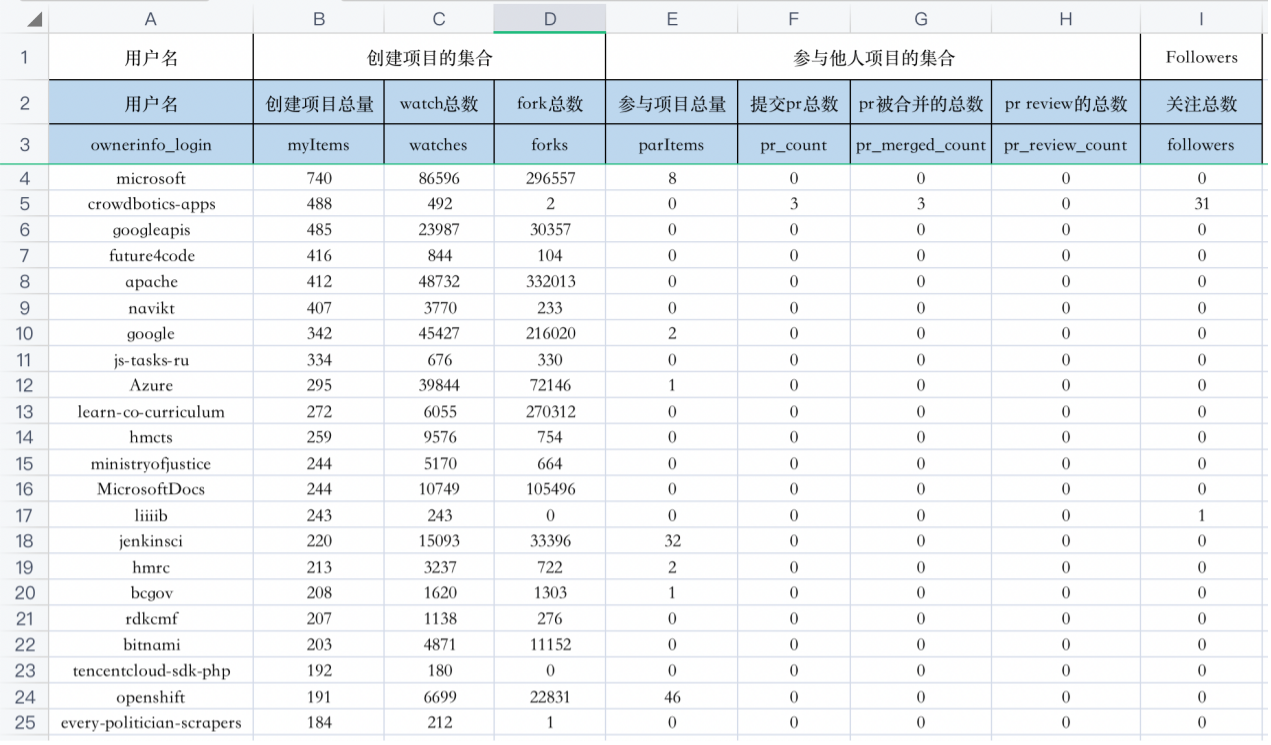 A B C D E F G H I
1 用户名 创建项目的集合 参与他人项目的集合 Followers
2 用户名 创建项目总量 watch总数 fork总数 参与项目总量 提交pr总数 pr被合并的总数 pr review的总数 关注总数
3 ownerinfo_login myItems watches forks parItems pr_count pr_merged_count pr_review_count followers
4 microsoft 740 86596 296557 8 0 0 0 0
5 crowdbotics-apps 488 492 2 0 3 3 0 31
6 googleapis 485 23987 30357 0 0 0 0 0
7 future4code 416 844 104 0 0 0 0 0
8 apache 412 48732 332013 0 0 0 0 0
9 navikt 407 3770 233 0 0 0 0 0
10 google 342 45427 216020 2 0 0 0 0
11 js-tasks-ru 334 676 330 0 0 0 0 0
12 Azure 295 39844 72146 1 0 0 0 0
13 learn-co-curriculum 272 6055 270312 0 0 0 0 0
14 hmcts 259 9576 754 0 0 0 0 0
15 ministryofjustice 244 5170 664 0 0 0 0 0
16 MicrosoftDocs 244 10749 105496 0 0 0 0 0
17 liiiib 243 243 0 0 0 0 0 1
18 jenkinsci 220 15093 33396 32 0 0 0 0
19 hmrc 213 3237 722 2 0 0 0 0
20 bcgov 208 1620 1303 1 0 0 0 0
21 rdkcmf 207 1138 276 0 0 0 0 0
22 bitnami 203 4871 11152 0 0 0 0 0
23 tencentcloud-sdk-php 192 180 0 0 0 0 0 0
24 openshift 191 6699 22831 46 0 0 0 0
25 every-politician-scrapers 184 212 1 0 0 0 0 0